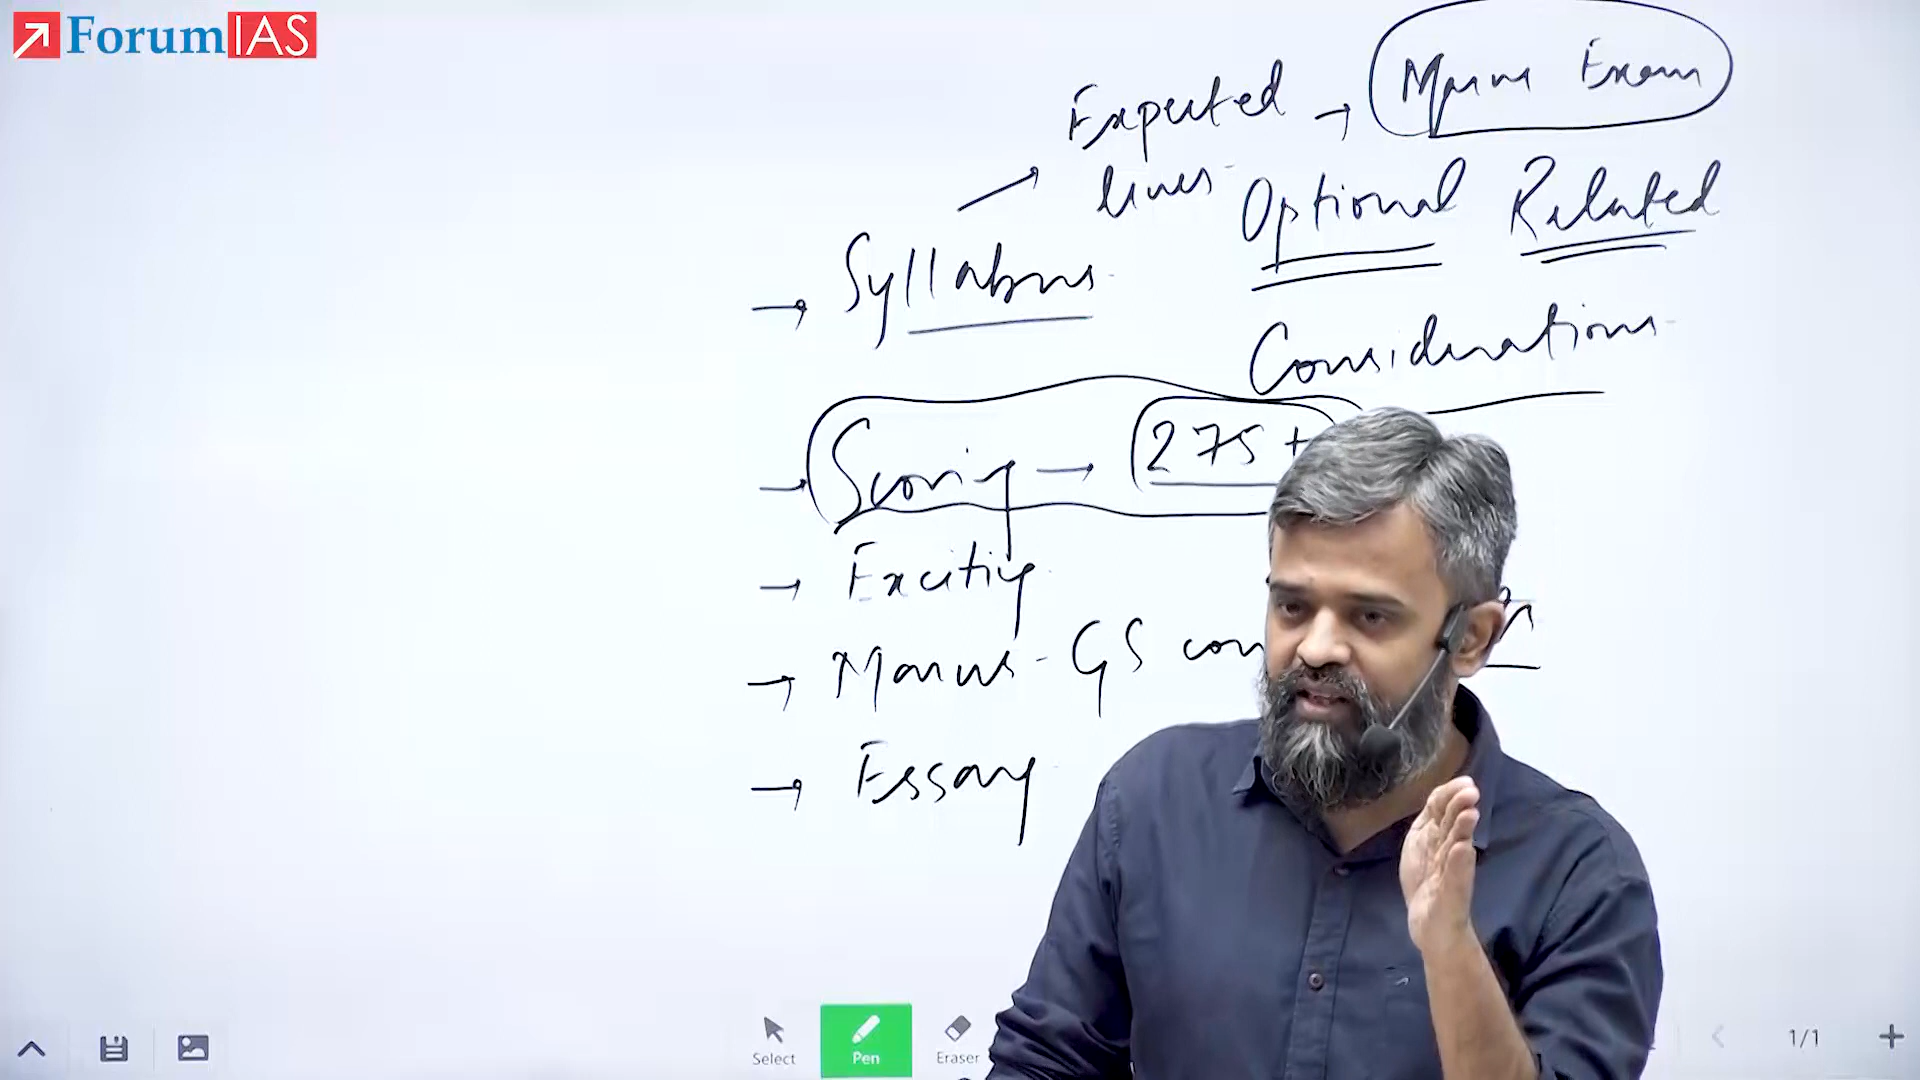 ForumIAS
Expected → Mains Exam
lines
Optional Related
→ Syllabus
Considerations
→ Scoring → 275+
→ Exciting
→ Mains - GS
→ Essay
Select
Pen
Eraser
1/1